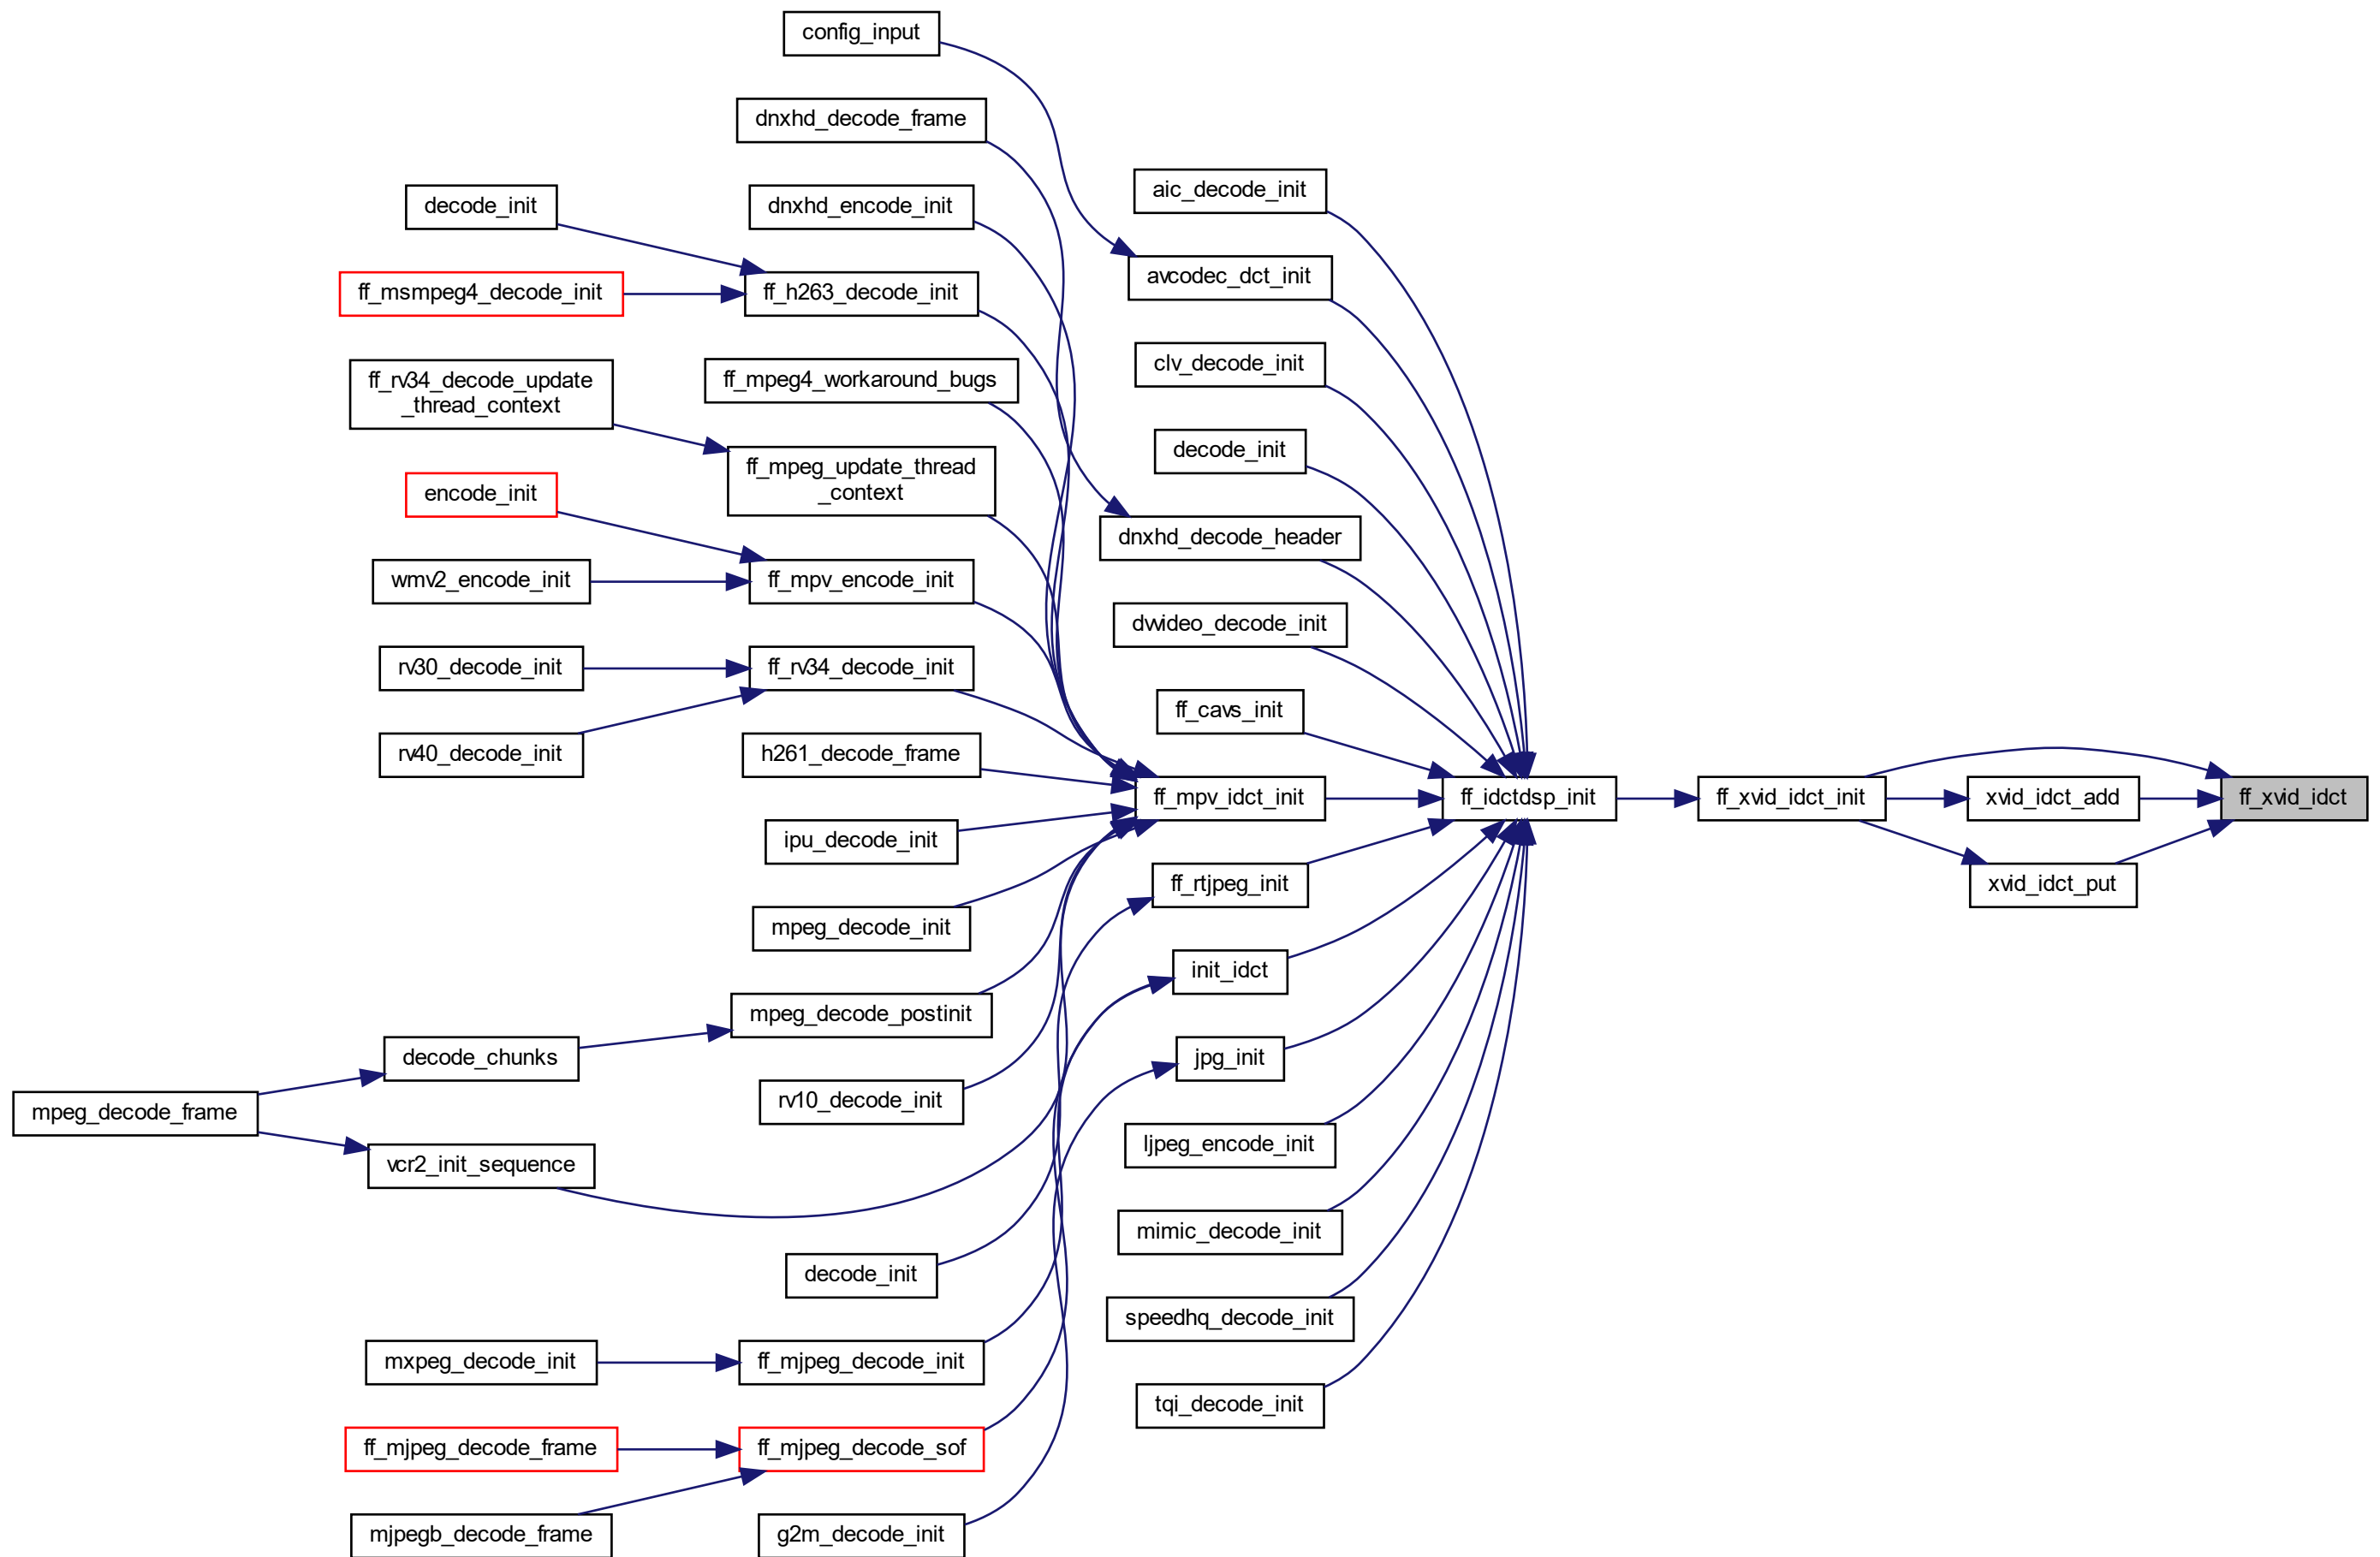 config_input
dnxhd_decode_frame
aic_decode_init
decode_init
dnxhd_encode_init
avcodec_dct_init
ff_msmpeg4_decode_init
ff_h263_decode_init
clv_decode_init
ff_rv34_decode_update
_thread_context
ff_mpeg4_workaround_bugs
decode_init
ff_mpeg_update_thread
_context
encode_init
dnxhd_decode_header
wmv2_encode_init
ff_mpv_encode_init
dvvideo_decode_init
rv30_decode_init
ff_rv34_decode_init
ff_cavs_init
rv40_decode_init
h261_decode_frame
ff_mpv_idct_init
ff_idctdsp_init
ff_xvid_idct_init
xvid_idct_add
ff_xvid_idct
ipu_decode_init
ff_rtjpeg_init
xvid_idct_put
mpeg_decode_init
init_idct
mpeg_decode_postinit
decode_chunks
jpg_init
mpeg_decode_frame
rv10_decode_init
ljpeg_encode_init
vcr2_init_sequence
mimic_decode_init
decode_init
speedhq_decode_init
mxpeg_decode_init
ff_mjpeg_decode_init
tqi_decode_init
ff_mjpeg_decode_frame
ff_mjpeg_decode_sof
mjpegb_decode_frame
g2m_decode_init